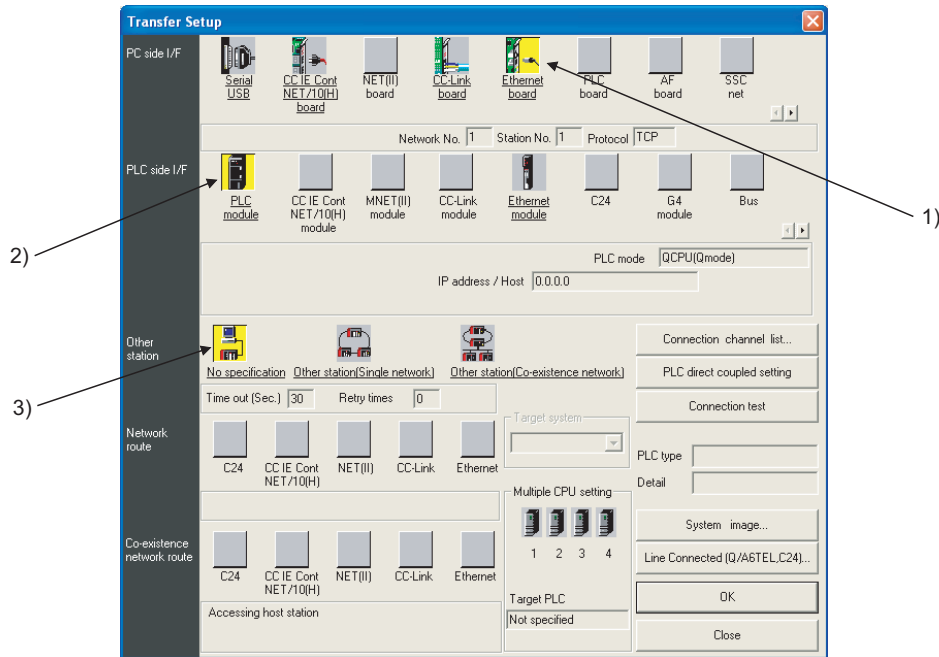 Transfer Setup
PC side I/F
Serial
USB
CC IE Cont
NET/10(H)
board
NET(II)
board
CC-Link
board
Ethernet
board
PLC
board
AF
board
SSC
net
1)
Network No. 1 Station No. 1 Protocol TCP
PLC side I/F
PLC
module
CC IE Cont
NET/10(H)
module
MNET(II)
module
CC-Link
module
Ethernet
module
C24
G4
module
Bus
2)
PLC mode QCPU(Qmode)
IP address / Host 0.0.0.0
Other
station
No specification
Other station(Single network)
Other station(Co-existence network)
3)
Time out (Sec.) 30 Retry times 0
Connection channel list...
PLC direct coupled setting
Connection test
Target system
Network
route
C24
CC IE Cont
NET/10(H)
NET(II)
CC-Link
Ethernet
PLC type
Detail
Multiple CPU setting
1 2 3 4
System image...
Line Connected (Q/A6TEL,C24)...
Co-existence
network route
C24
CC IE Cont
NET/10(H)
NET(II)
CC-Link
Ethernet
Accessing host station
Target PLC
Not specified
OK
Close